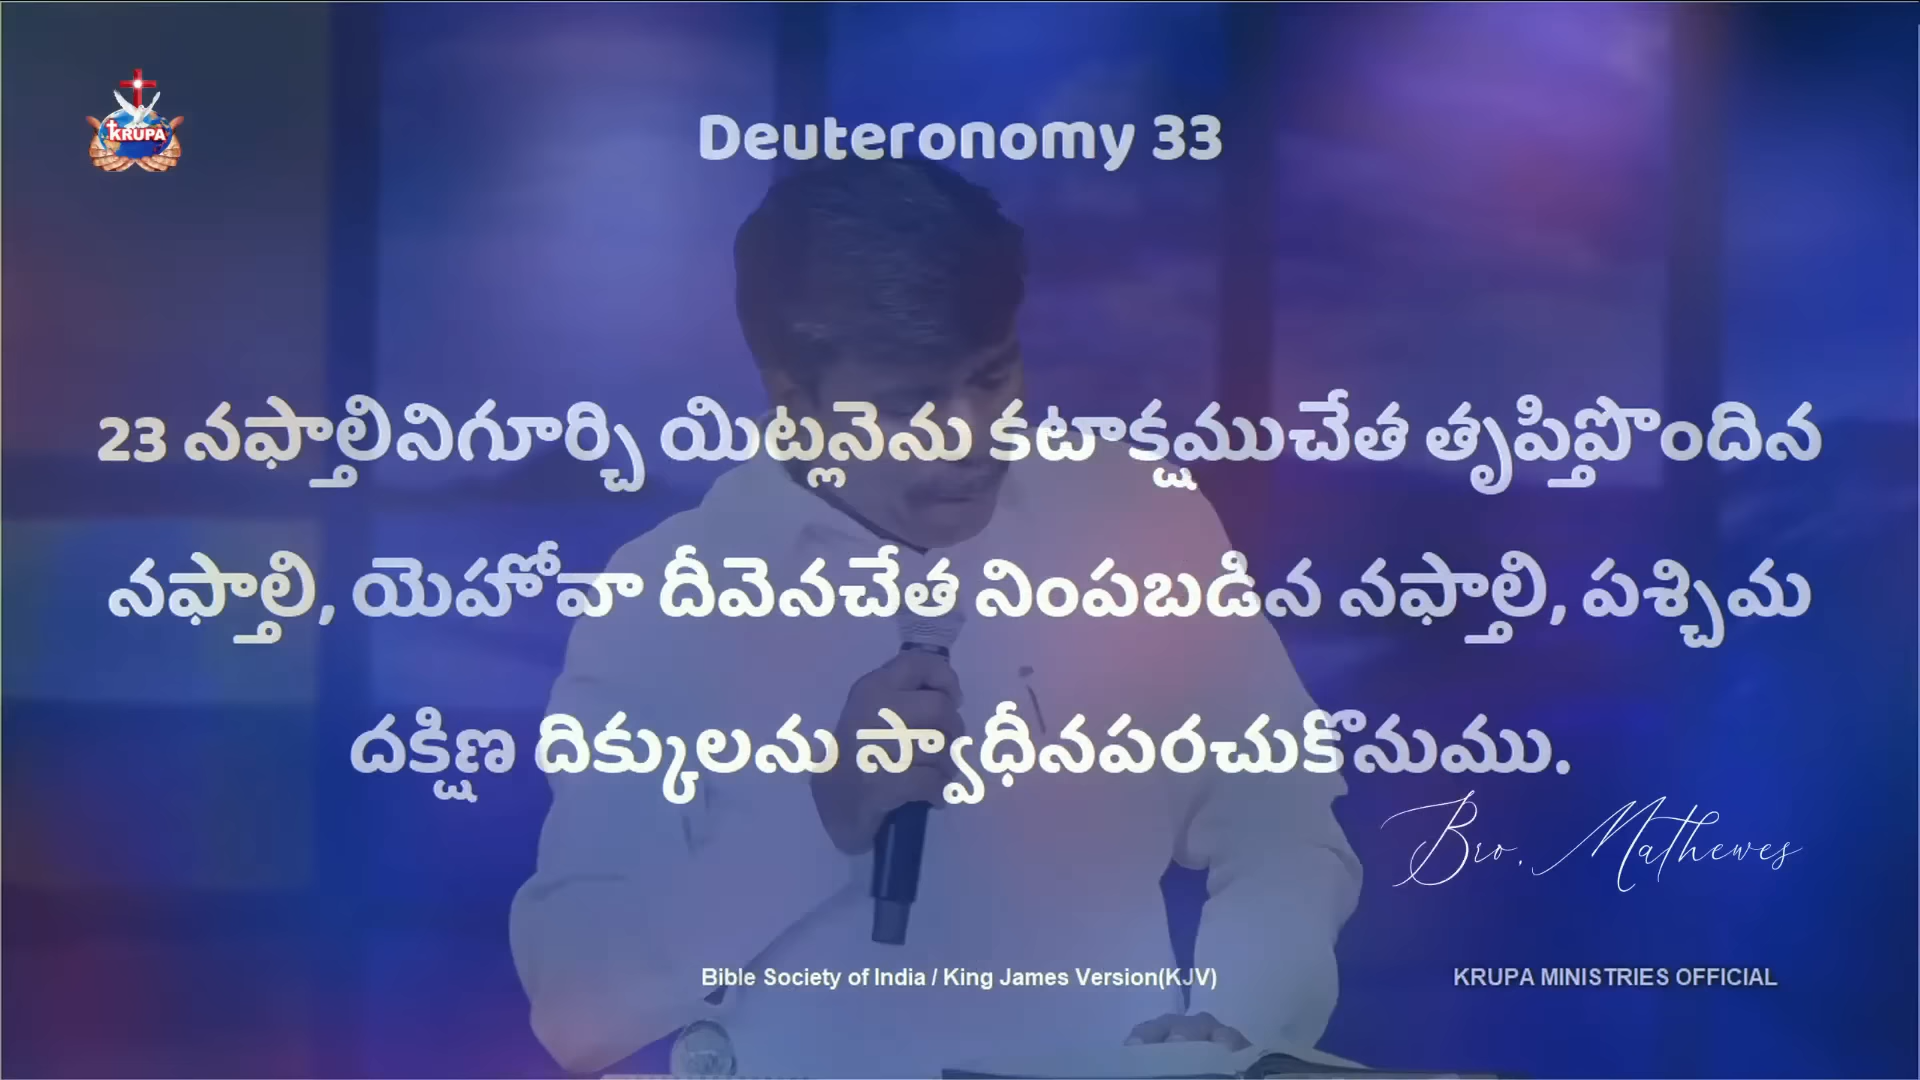 KRUPA
Deuteronomy 33
23 నఫ్తాలినిగూర్చి యిట్లనెను కటాక్షముచేత తృప్తిపొందిన
నఫ్తాలి, యెహోవా దీవెనచేత నింపబడిన నఫ్తాలి, పశ్చిమ
దక్షిణ దిక్కులను స్వాధీనపరచుకొనుము.
Bro. Mathewes
Bible Society of India / King James Version(KJV)
KRUPA MINISTRIES OFFICIAL